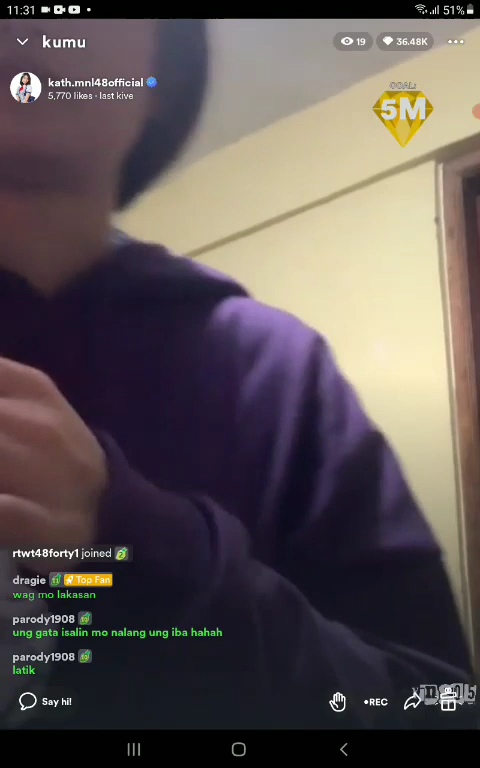 11:31
51%
kumu
19
36.48K
kath.mnl48official
5,770 likes · last kive
GOAL:
5M
rtwt48forty1 joined
dragie Top Fan
wag mo lakasan
parody1908
ung gata isalin mo nalang ung iba hahah
parody1908
latik
Say hi!
•REC